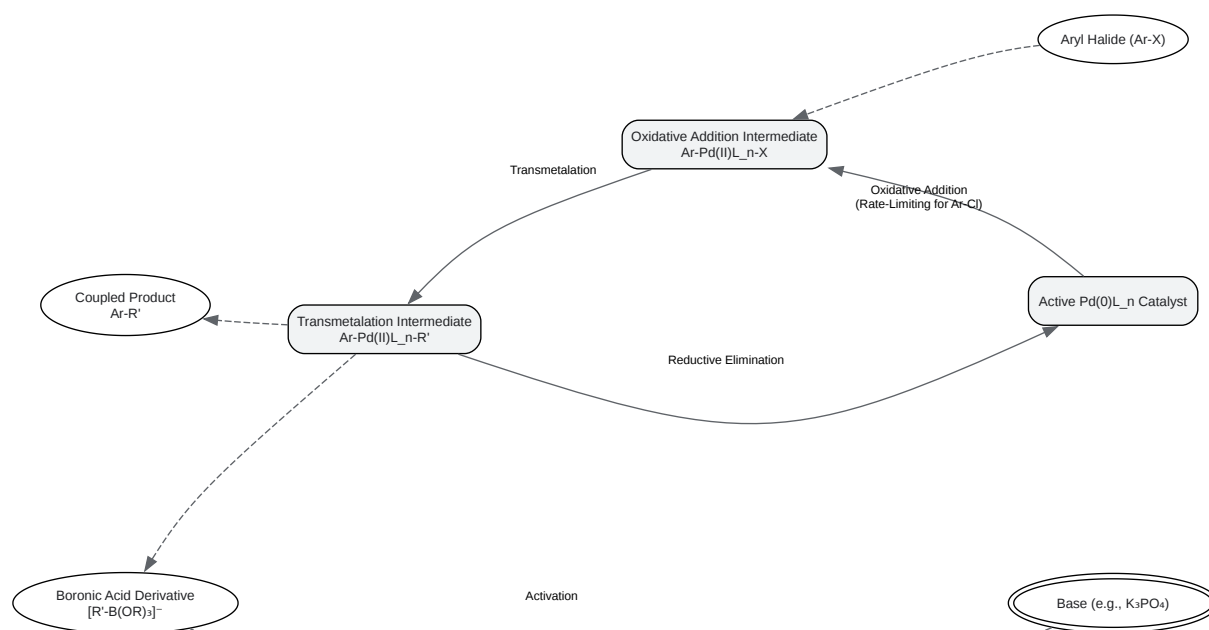 Aryl Halide (Ar-X)
Oxidative Addition Intermediate
Ar-Pd(II)L_n-X
Transmetalation
Oxidative Addition
(Rate-Limiting for Ar-Cl)
Coupled Product
Ar-R'
Transmetalation Intermediate
Ar-Pd(II)L_n-R'
Active Pd(0)L_n Catalyst
Reductive Elimination
Boronic Acid Derivative
[R'-B(OR)₃]⁻
Activation
Base (e.g., K₃PO₄)